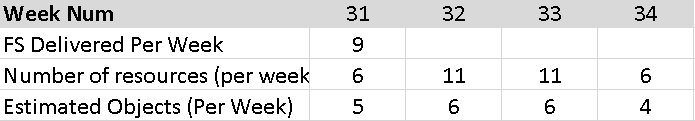 Week Num 31 32 33 34
FS Delivered Per Week 9
Number of resources (per week 6 11 11 6
Estimated Objects (Per Week) 5 6 6 4